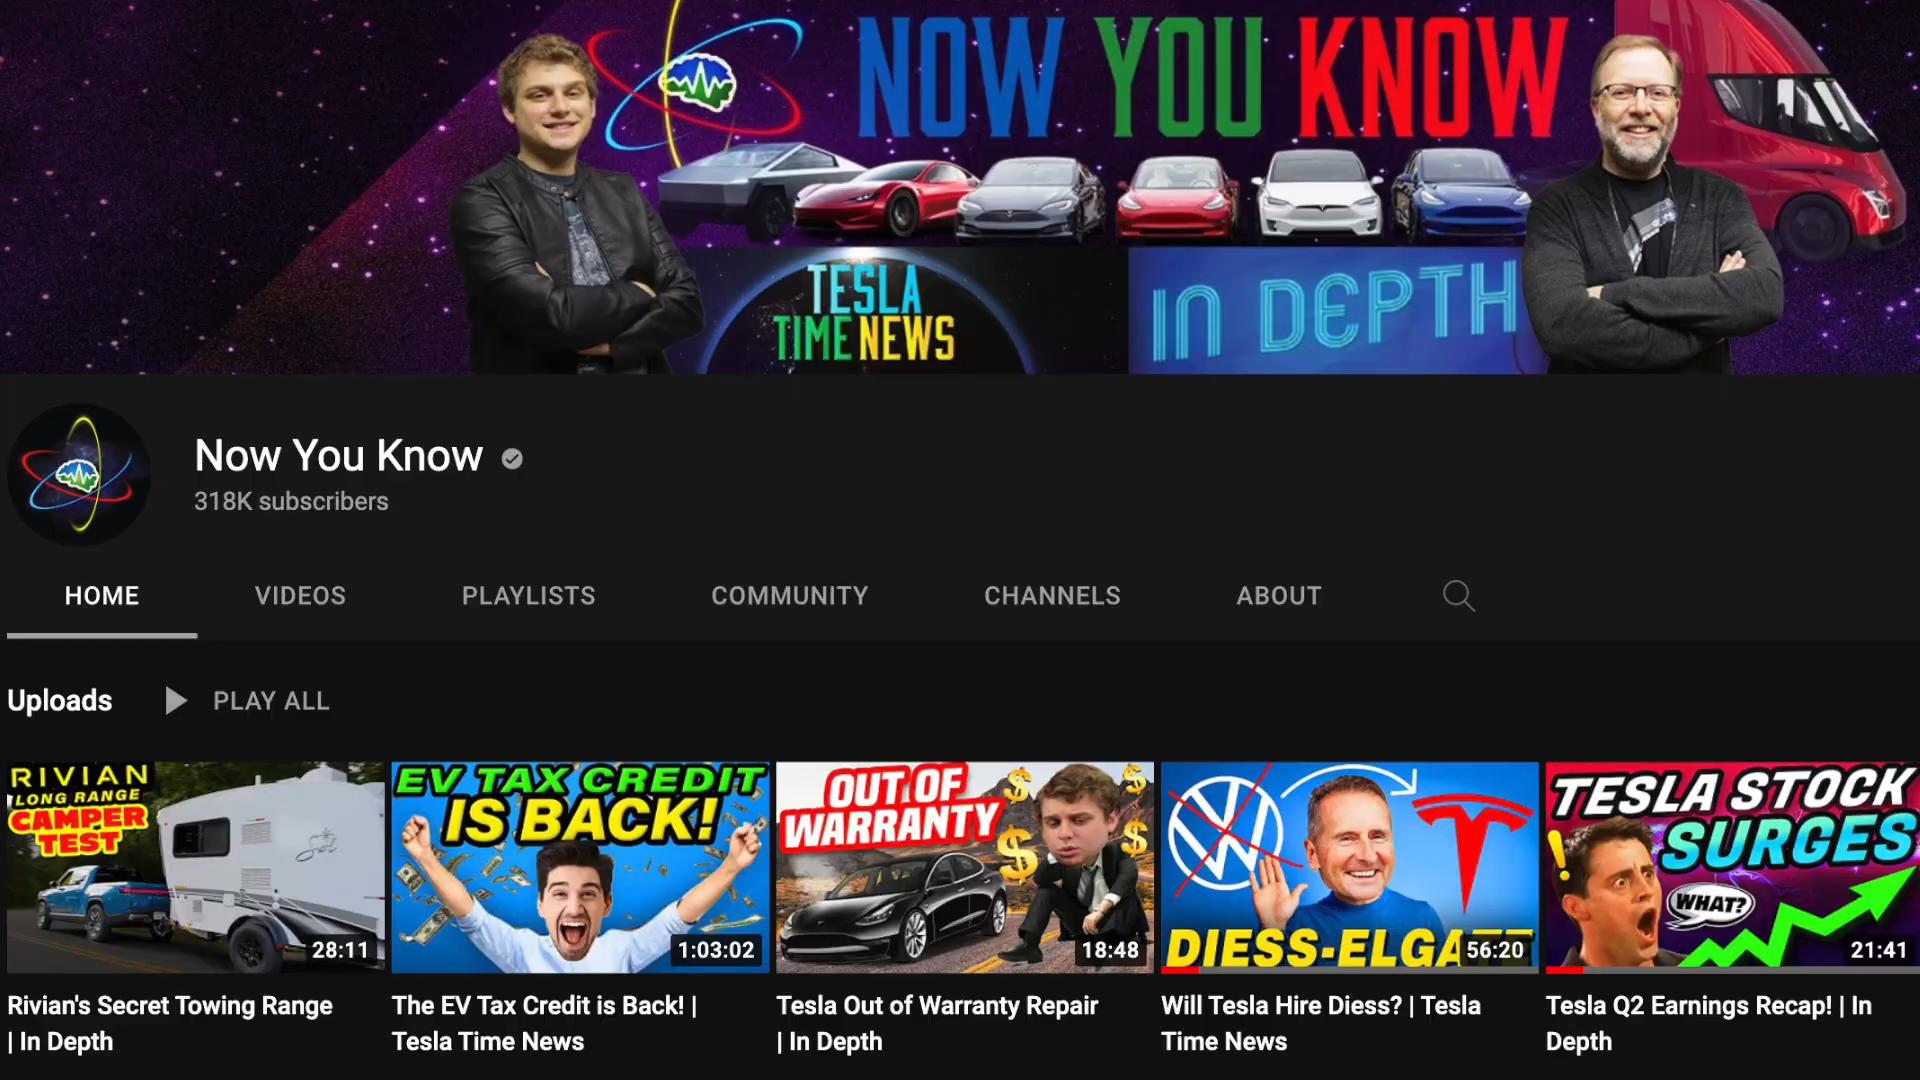 NOW YOU KNOW
TESLA
TIME NEWS
IN DEPTH
Now You Know
318K subscribers
HOME
VIDEOS
PLAYLISTS
COMMUNITY
CHANNELS
ABOUT
Uploads
PLAY ALL
RIVIAN
LONG RANGE
CAMPER
TEST
28:11
EV TAX CREDIT
IS BACK!
1:03:02
OUT OF
WARRANTY
18:48
DIESS-ELGATE
56:20
TESLA STOCK
SURGES
WHAT?
21:41
Rivian's Secret Towing Range
| In Depth
The EV Tax Credit is Back! |
Tesla Time News
Tesla Out of Warranty Repair
| In Depth
Will Tesla Hire Diess? | Tesla
Time News
Tesla Q2 Earnings Recap! | In
Depth